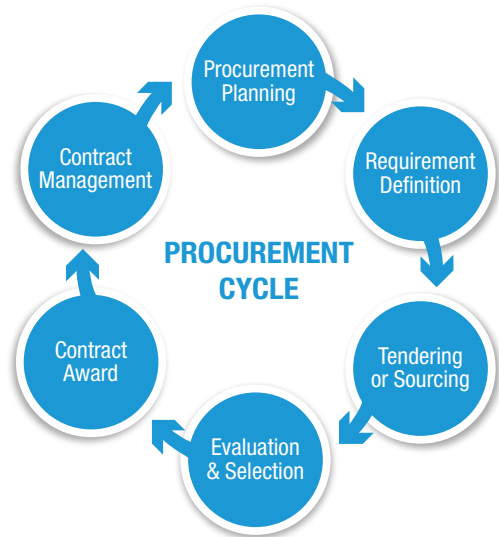 Procurement
Planning
Requirement
Definition
Tendering
or Sourcing
Evaluation
& Selection
Contract
Award
Contract
Management
PROCUREMENT
CYCLE